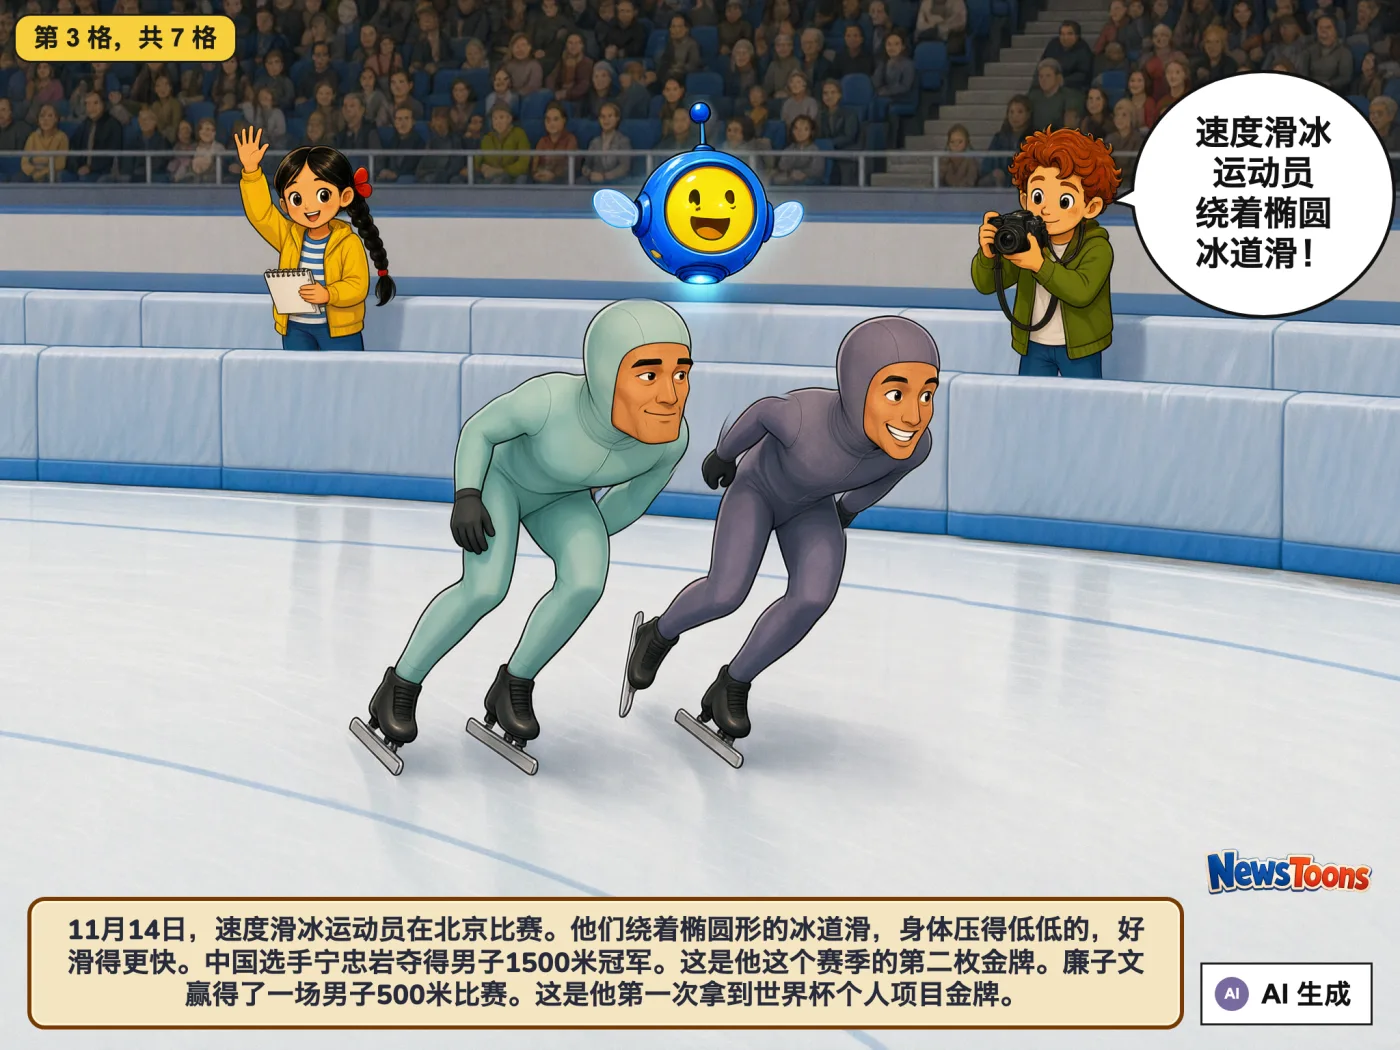 第 3 格，共 7 格
速度滑冰
运动员
绕着椭圆
冰道滑！
NewsToons
11月14日，速度滑冰运动员在北京比赛。他们绕着椭圆形的冰道滑，身体压得低低的，好
滑得更快。中国选手宁忠岩夺得男子1500米冠军。这是他这个赛季的第二枚金牌。廉子文
赢得了一场男子500米比赛。这是他第一次拿到世界杯个人项目金牌。
AI AI 生成